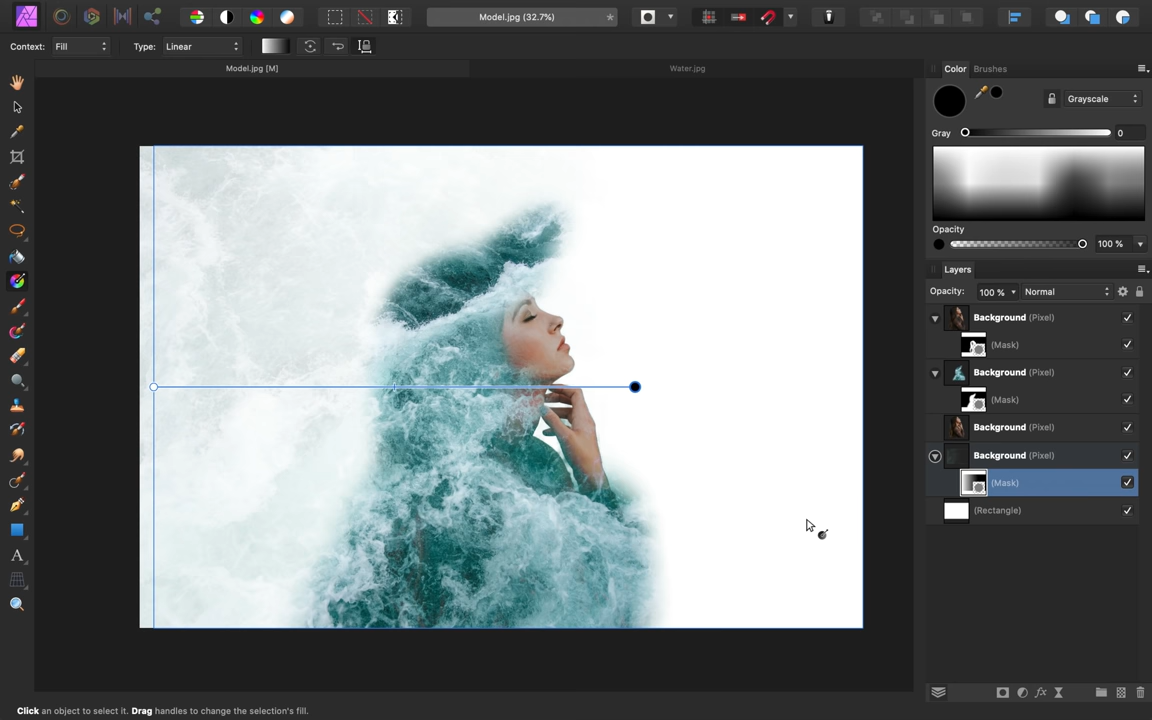 Model.jpg (32.7%)
Context: Fill Type: Linear
Model.jpg [M] Water.jpg
Color Brushes
Grayscale
Gray 0
Opacity
100 %
Layers
Opacity: 100 % Normal
Background (Pixel)
(Mask)
Background (Pixel)
(Mask)
Background (Pixel)
Background (Pixel)
(Mask)
(Rectangle)
Click an object to select it. Drag handles to change the selection's fill.